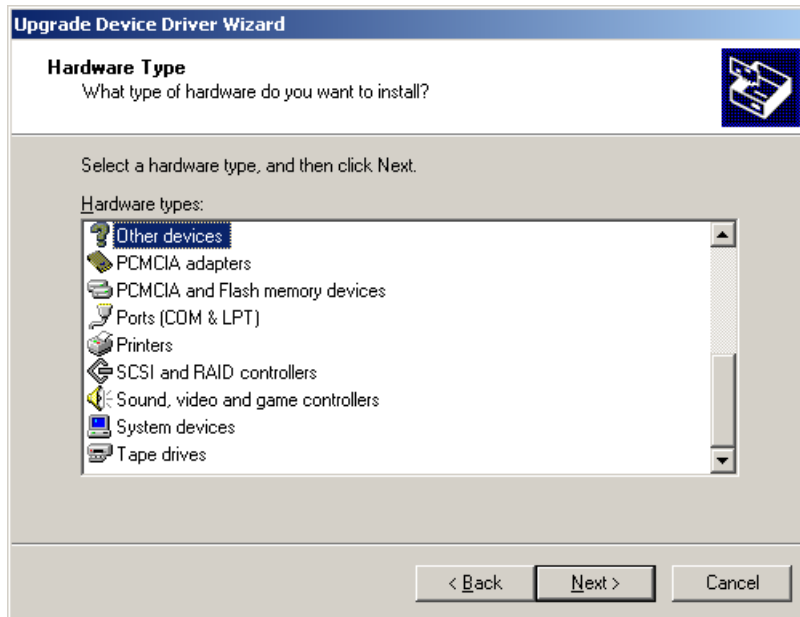 Upgrade Device Driver Wizard
Hardware Type
What type of hardware do you want to install?
Select a hardware type, and then click Next.
Hardware types:
Other devices
PCMCIA adapters
PCMCIA and Flash memory devices
Ports (COM & LPT)
Printers
SCSI and RAID controllers
Sound, video and game controllers
System devices
Tape drives
< Back Next > Cancel